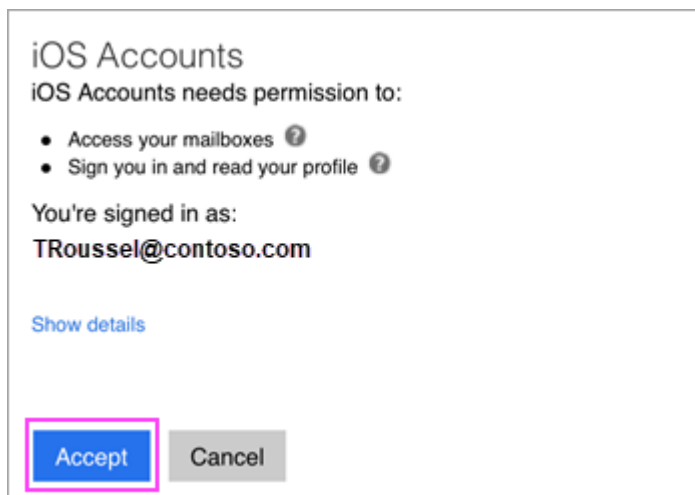 iOS Accounts
iOS Accounts needs permission to:
● Access your mailboxes ?
● Sign you in and read your profile ?
You're signed in as:
TRoussel@contoso.com
Show details
Accept Cancel